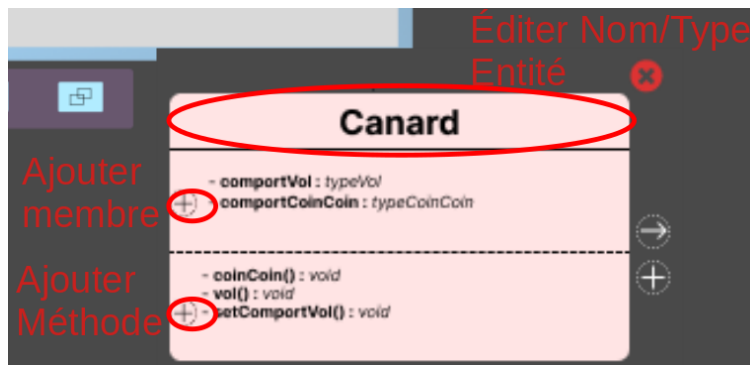 Éditer Nom/Type
Entité
Canard
Ajouter
membre
- comportVol : typeVol
- comportCoinCoin : typeCoinCoin
Ajouter
Méthode
- coinCoin() : void
- vol() : void
- setComportVol() : void